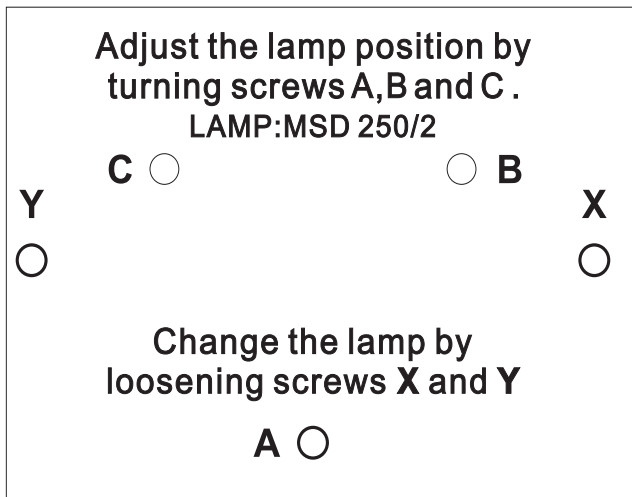 Adjust the lamp position by
turning screws A,B and C .
LAMP:MSD 250/2
C B
Y X
Change the lamp by
loosening screws X and Y
A